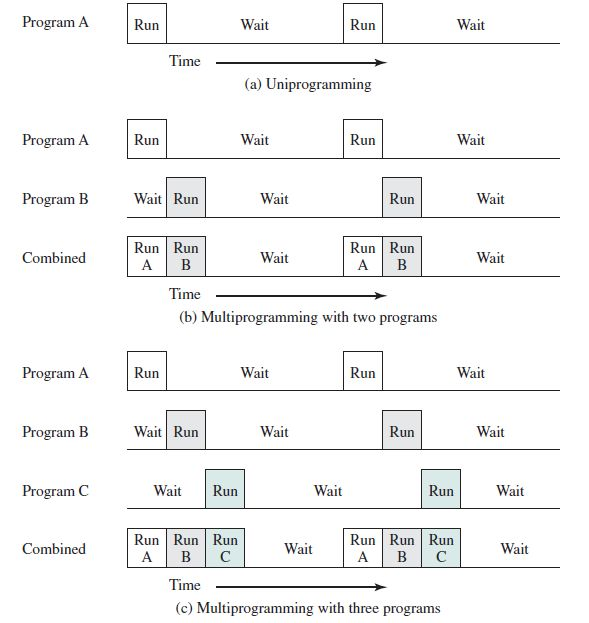 Program A Run Wait Run Wait
Time
(a) Uniprogramming
Program A Run Wait Run Wait
Program B Wait Run Wait Run Wait
Combined Run A Run B Wait Run A Run B Wait
Time
(b) Multiprogramming with two programs
Program A Run Wait Run Wait
Program B Wait Run Wait Run Wait
Program C Wait Run Wait Run Wait
Combined Run A Run B Run C Wait Run A Run B Run C Wait
Time
(c) Multiprogramming with three programs